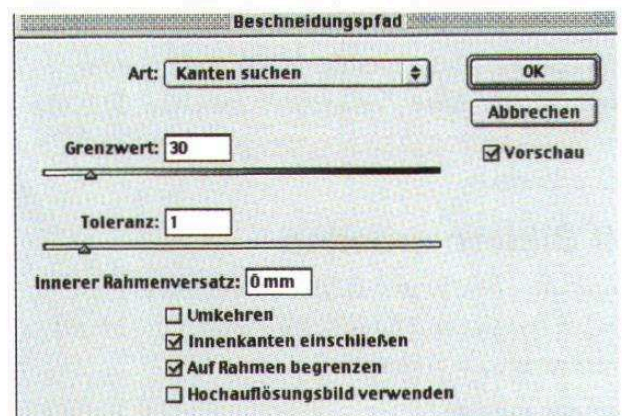 Beschneidungspfad
Art: Kanten suchen
OK
Abbrechen
Grenzwert: 30
Vorschau
Toleranz: 1
Innerer Rahmenversatz: 0 mm
Umkehren
Innenkanten einschließen
Auf Rahmen begrenzen
Hochauflösungsbild verwenden